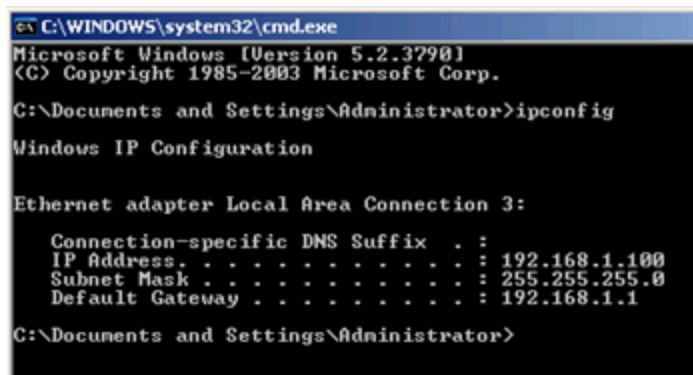 C:\WINDOWS\system32\cmd.exe
Microsoft Windows [Version 5.2.3790]
(C) Copyright 1985-2003 Microsoft Corp.
C:\Documents and Settings\Administrator>ipconfig
Windows IP Configuration
Ethernet adapter Local Area Connection 3:
Connection-specific DNS Suffix . :
IP Address. . . . . . . . . . . . : 192.168.1.100
Subnet Mask . . . . . . . . . . . : 255.255.255.0
Default Gateway . . . . . . . . . : 192.168.1.1
C:\Documents and Settings\Administrator>